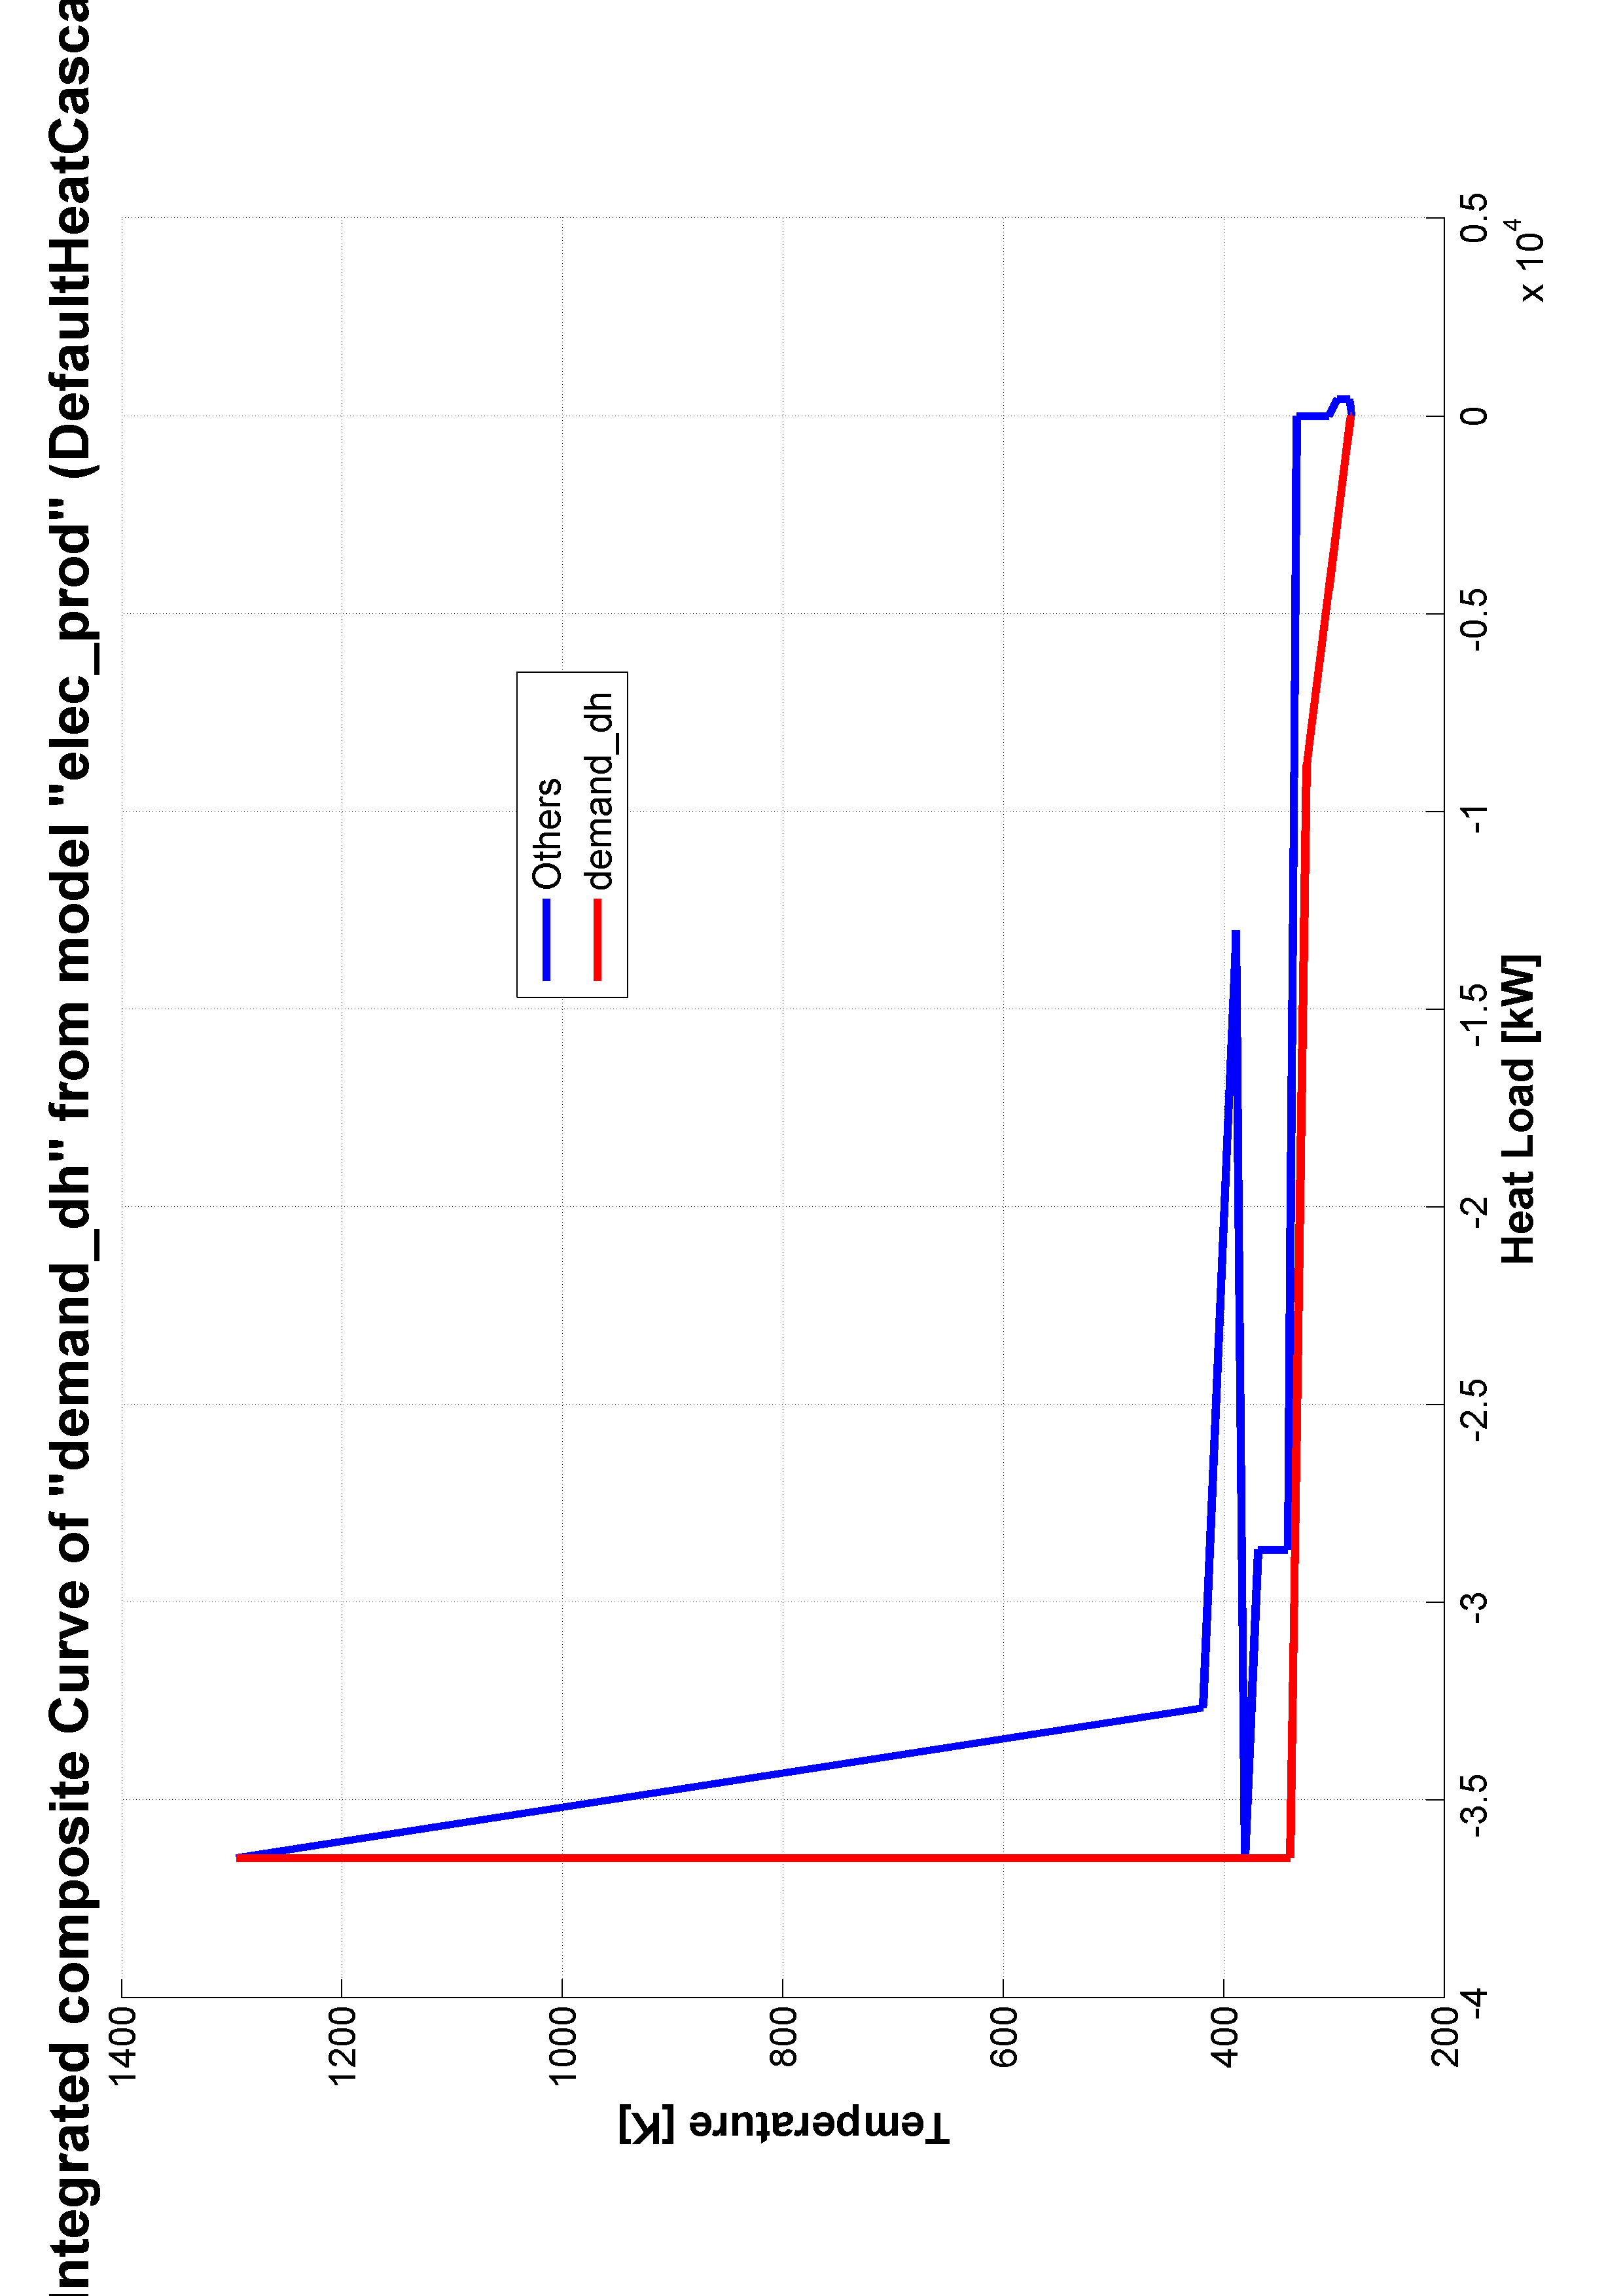 Integrated composite Curve of "demand_dh" from model "elec_prod" (DefaultHeatCasca
Temperature [K]
1400
1200
1000
800
600
400
200
Others
demand_dh
-4
-3.5
-3
-2.5
-2
-1.5
-1
-0.5
0
0.5
x 10^4
Heat Load [kW]